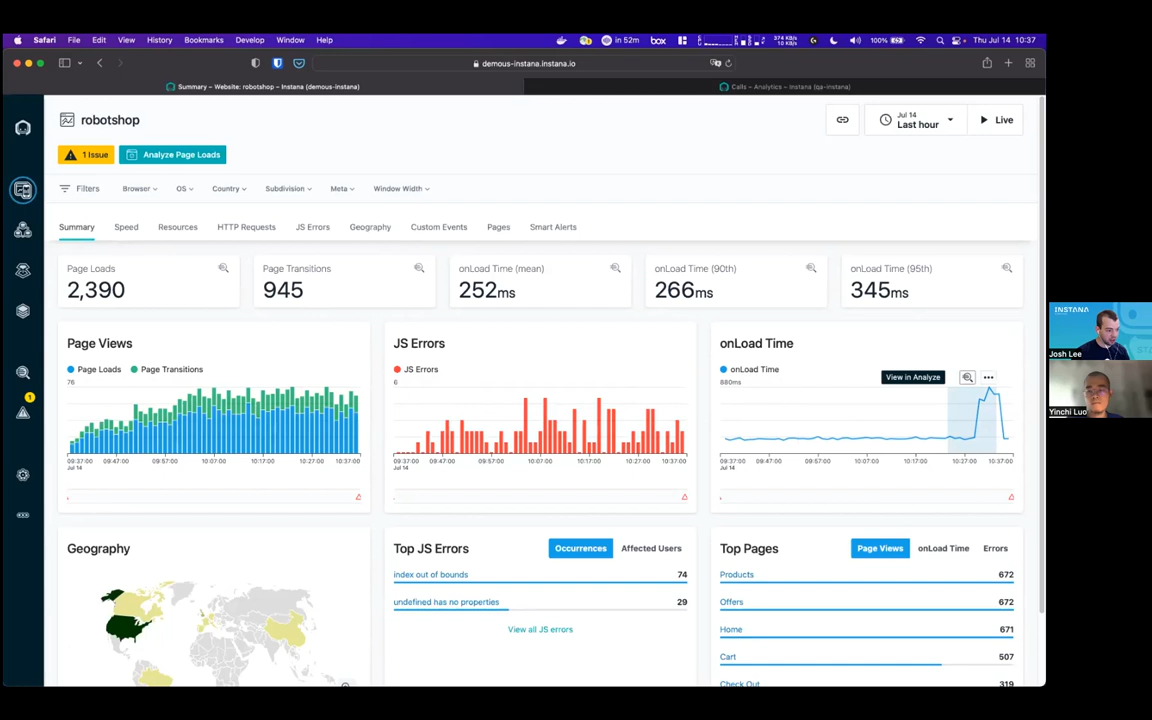 Safari File Edit View History Bookmarks Develop Window Help
in 52m box 374 KB/s 10 KB/s 100% Thu Jul 14 10:37
demous-instana.instana.io
Summary – Website: robotshop – Instana (demous-instana)
Calls – Analytics – Instana (qa-instana)
robotshop
Jul 14
Last hour
Live
1 Issue
Analyze Page Loads
Filters Browser OS Country Subdivision Meta Window Width
Summary Speed Resources HTTP Requests JS Errors Geography Custom Events Pages Smart Alerts
Page Loads
2,390
Page Transitions
945
onLoad Time (mean)
252ms
onLoad Time (90th)
266ms
onLoad Time (95th)
345ms
Page Views
Page Loads Page Transitions
76
09:37:00 09:47:00 09:57:00 10:07:00 10:17:00 10:27:00 10:37:00
Jul 14
JS Errors
JS Errors
6
09:37:00 09:47:00 09:57:00 10:07:00 10:17:00 10:27:00 10:37:00
Jul 14
onLoad Time
onLoad Time
View in Analyze
880ms
09:37:00 09:47:00 09:57:00 10:07:00 10:17:00 10:27:00 10:37:00
Jul 14
Geography
Top JS Errors
Occurrences Affected Users
index out of bounds 74
undefined has no properties 29
View all JS errors
Top Pages
Page Views onLoad Time Errors
Products 672
Offers 672
Home 671
Cart 507
Check Out 319
1
INSTANA
Josh Lee
Yinchi Luo